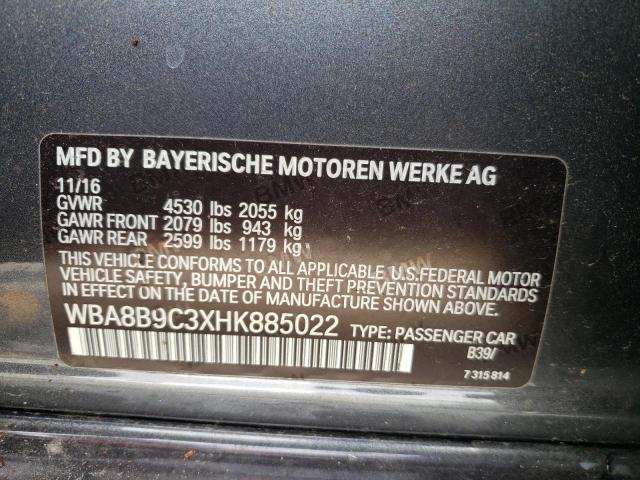 MFD BY BAYERISCHE MOTOREN WERKE AG
11/16
GVWR 4530 lbs 2055 kg
GAWR FRONT 2079 lbs 943 kg
GAWR REAR 2599 lbs 1179 kg
THIS VEHICLE CONFORMS TO ALL APPLICABLE U.S.FEDERAL MOTOR
VEHICLE SAFETY, BUMPER AND THEFT PREVENTION STANDARDS
IN EFFECT ON THE DATE OF MANUFACTURE SHOWN ABOVE.
WBA8B9C3XHK885022 TYPE: PASSENGER CAR
B39/
7 315 814